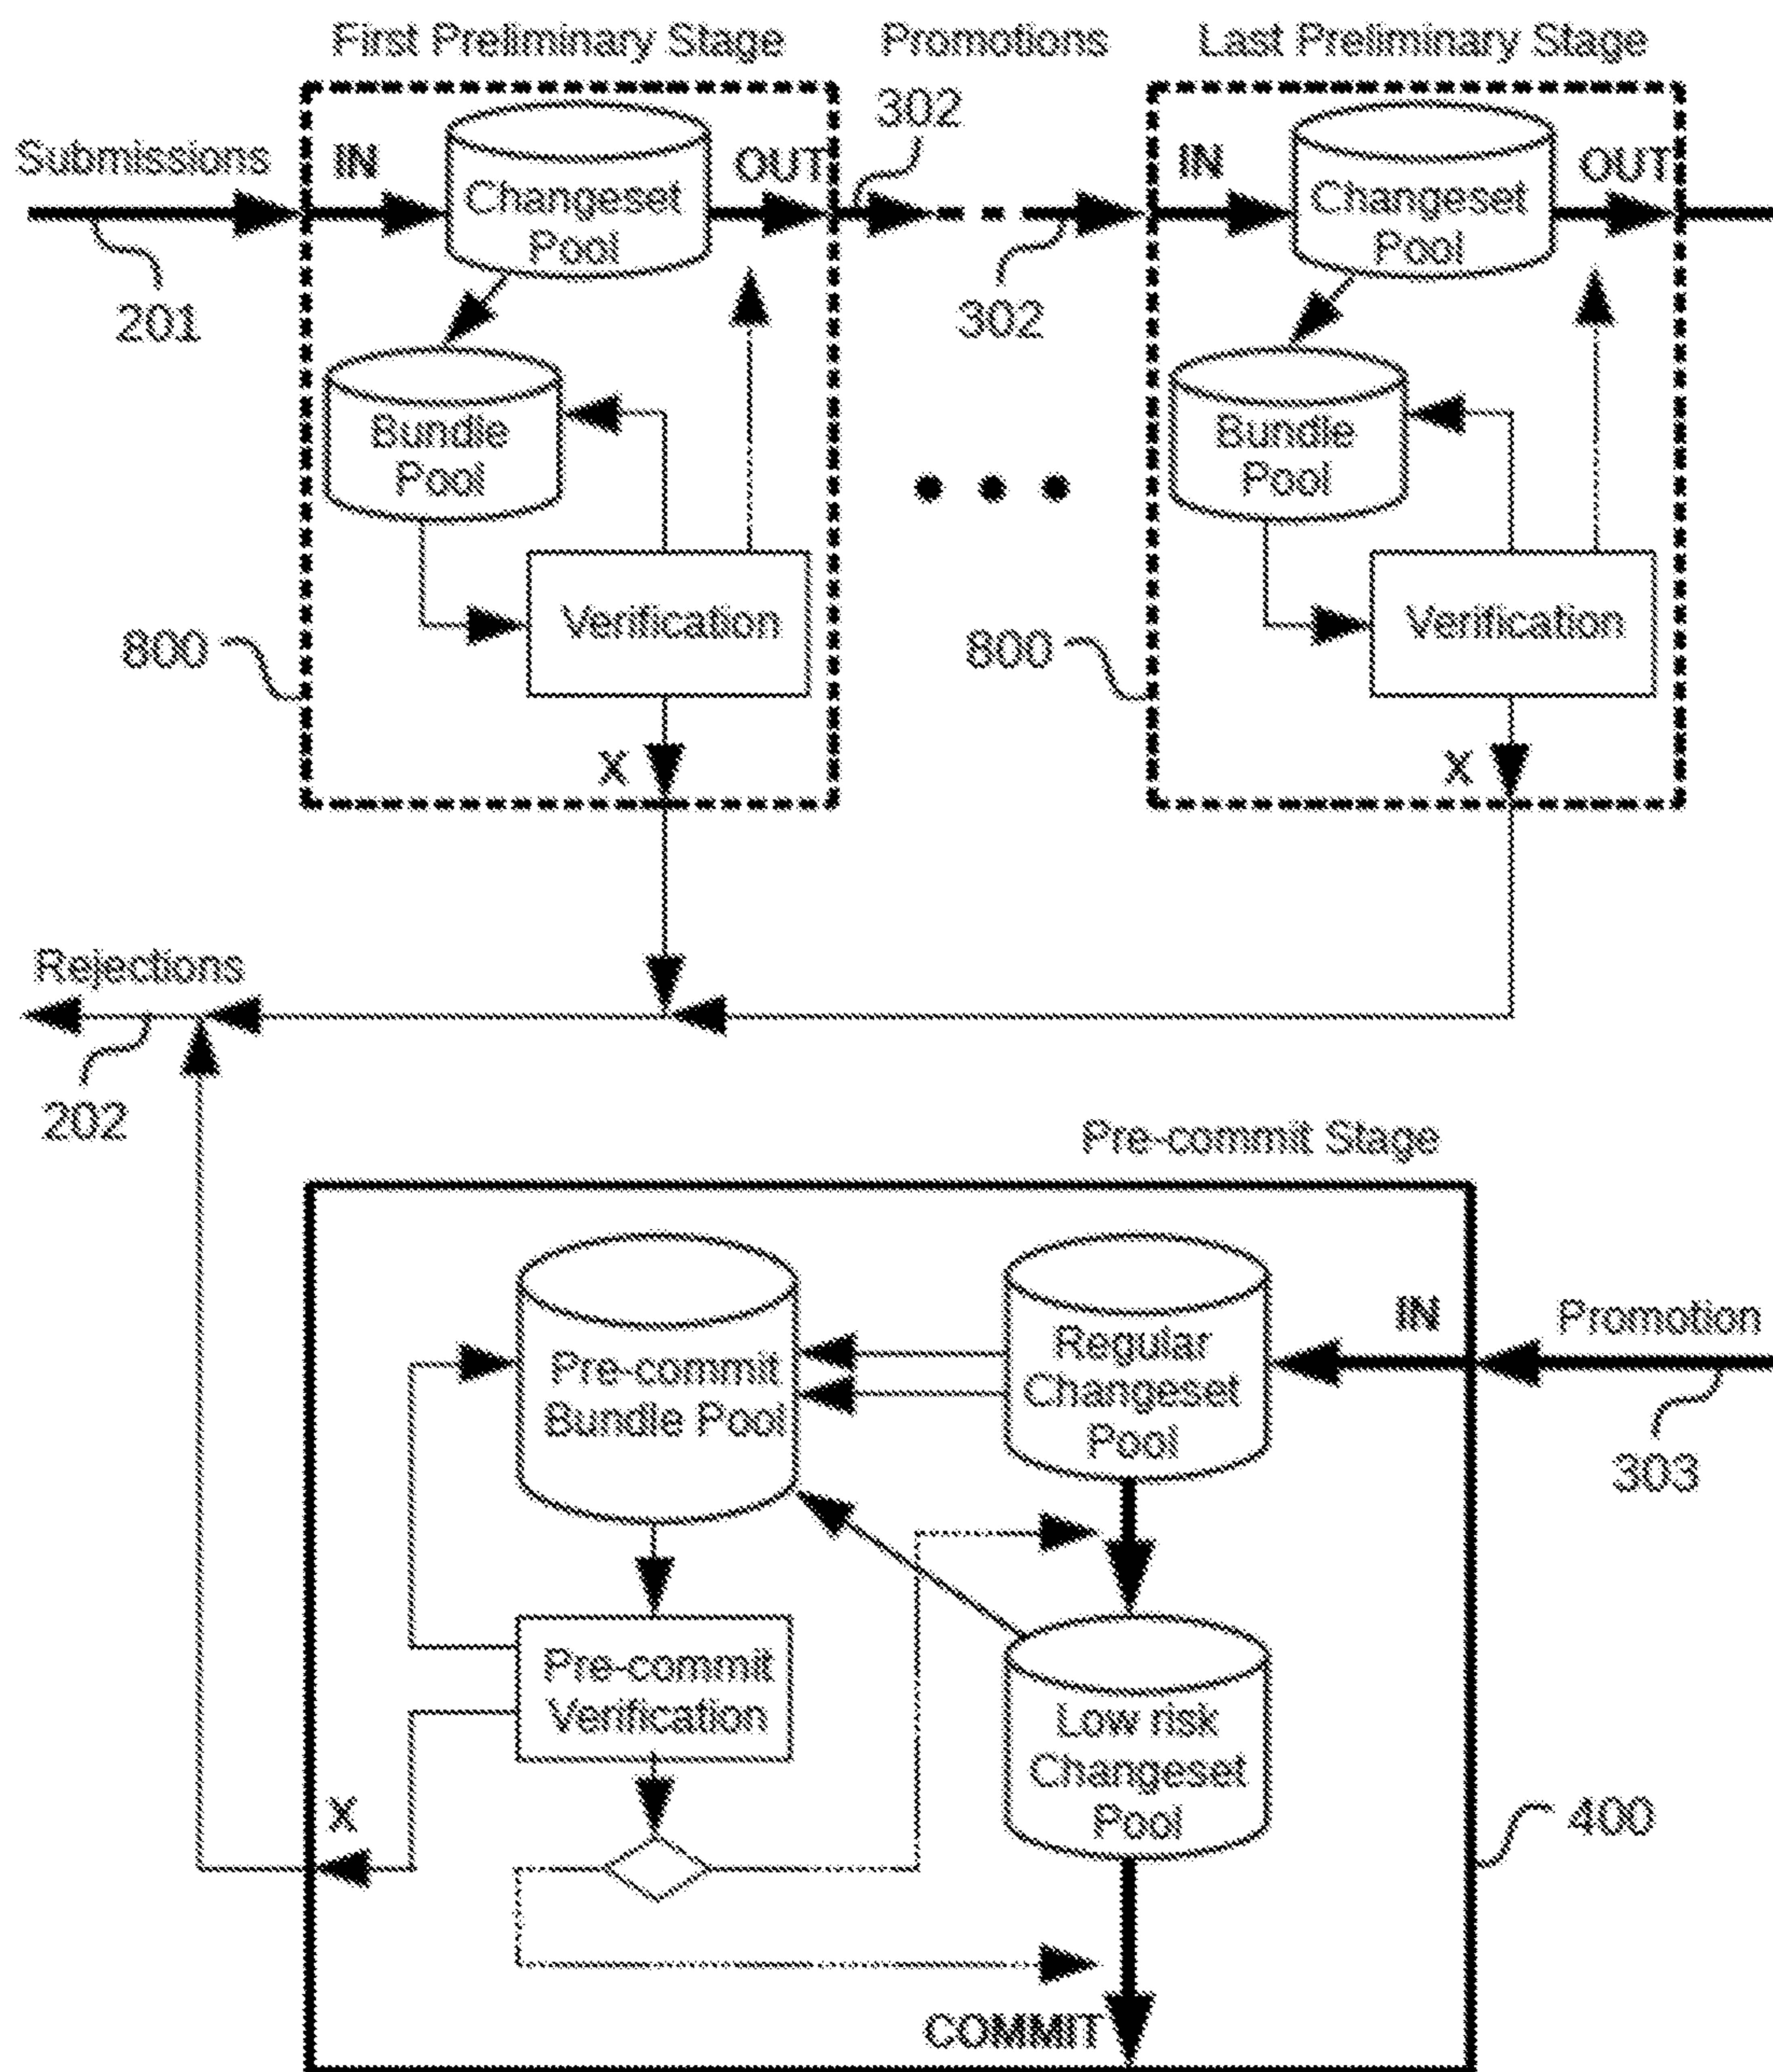 First Preliminary Stage
Promotions
Last Preliminary Stage
302
Submissions
IN
OUT
IN
OUT
Changeset
Pool
Changeset
Pool
201
302
Bundle
Pool
Bundle
Pool
Verification
Verification
800
800
X
X
Rejections
202
Pre-commit Stage
IN
Promotion
Pre-commit
Bundle Pool
Regular
Changeset
Pool
303
Pre-commit
Verification
Low risk
Changeset
Pool
X
400
COMMIT